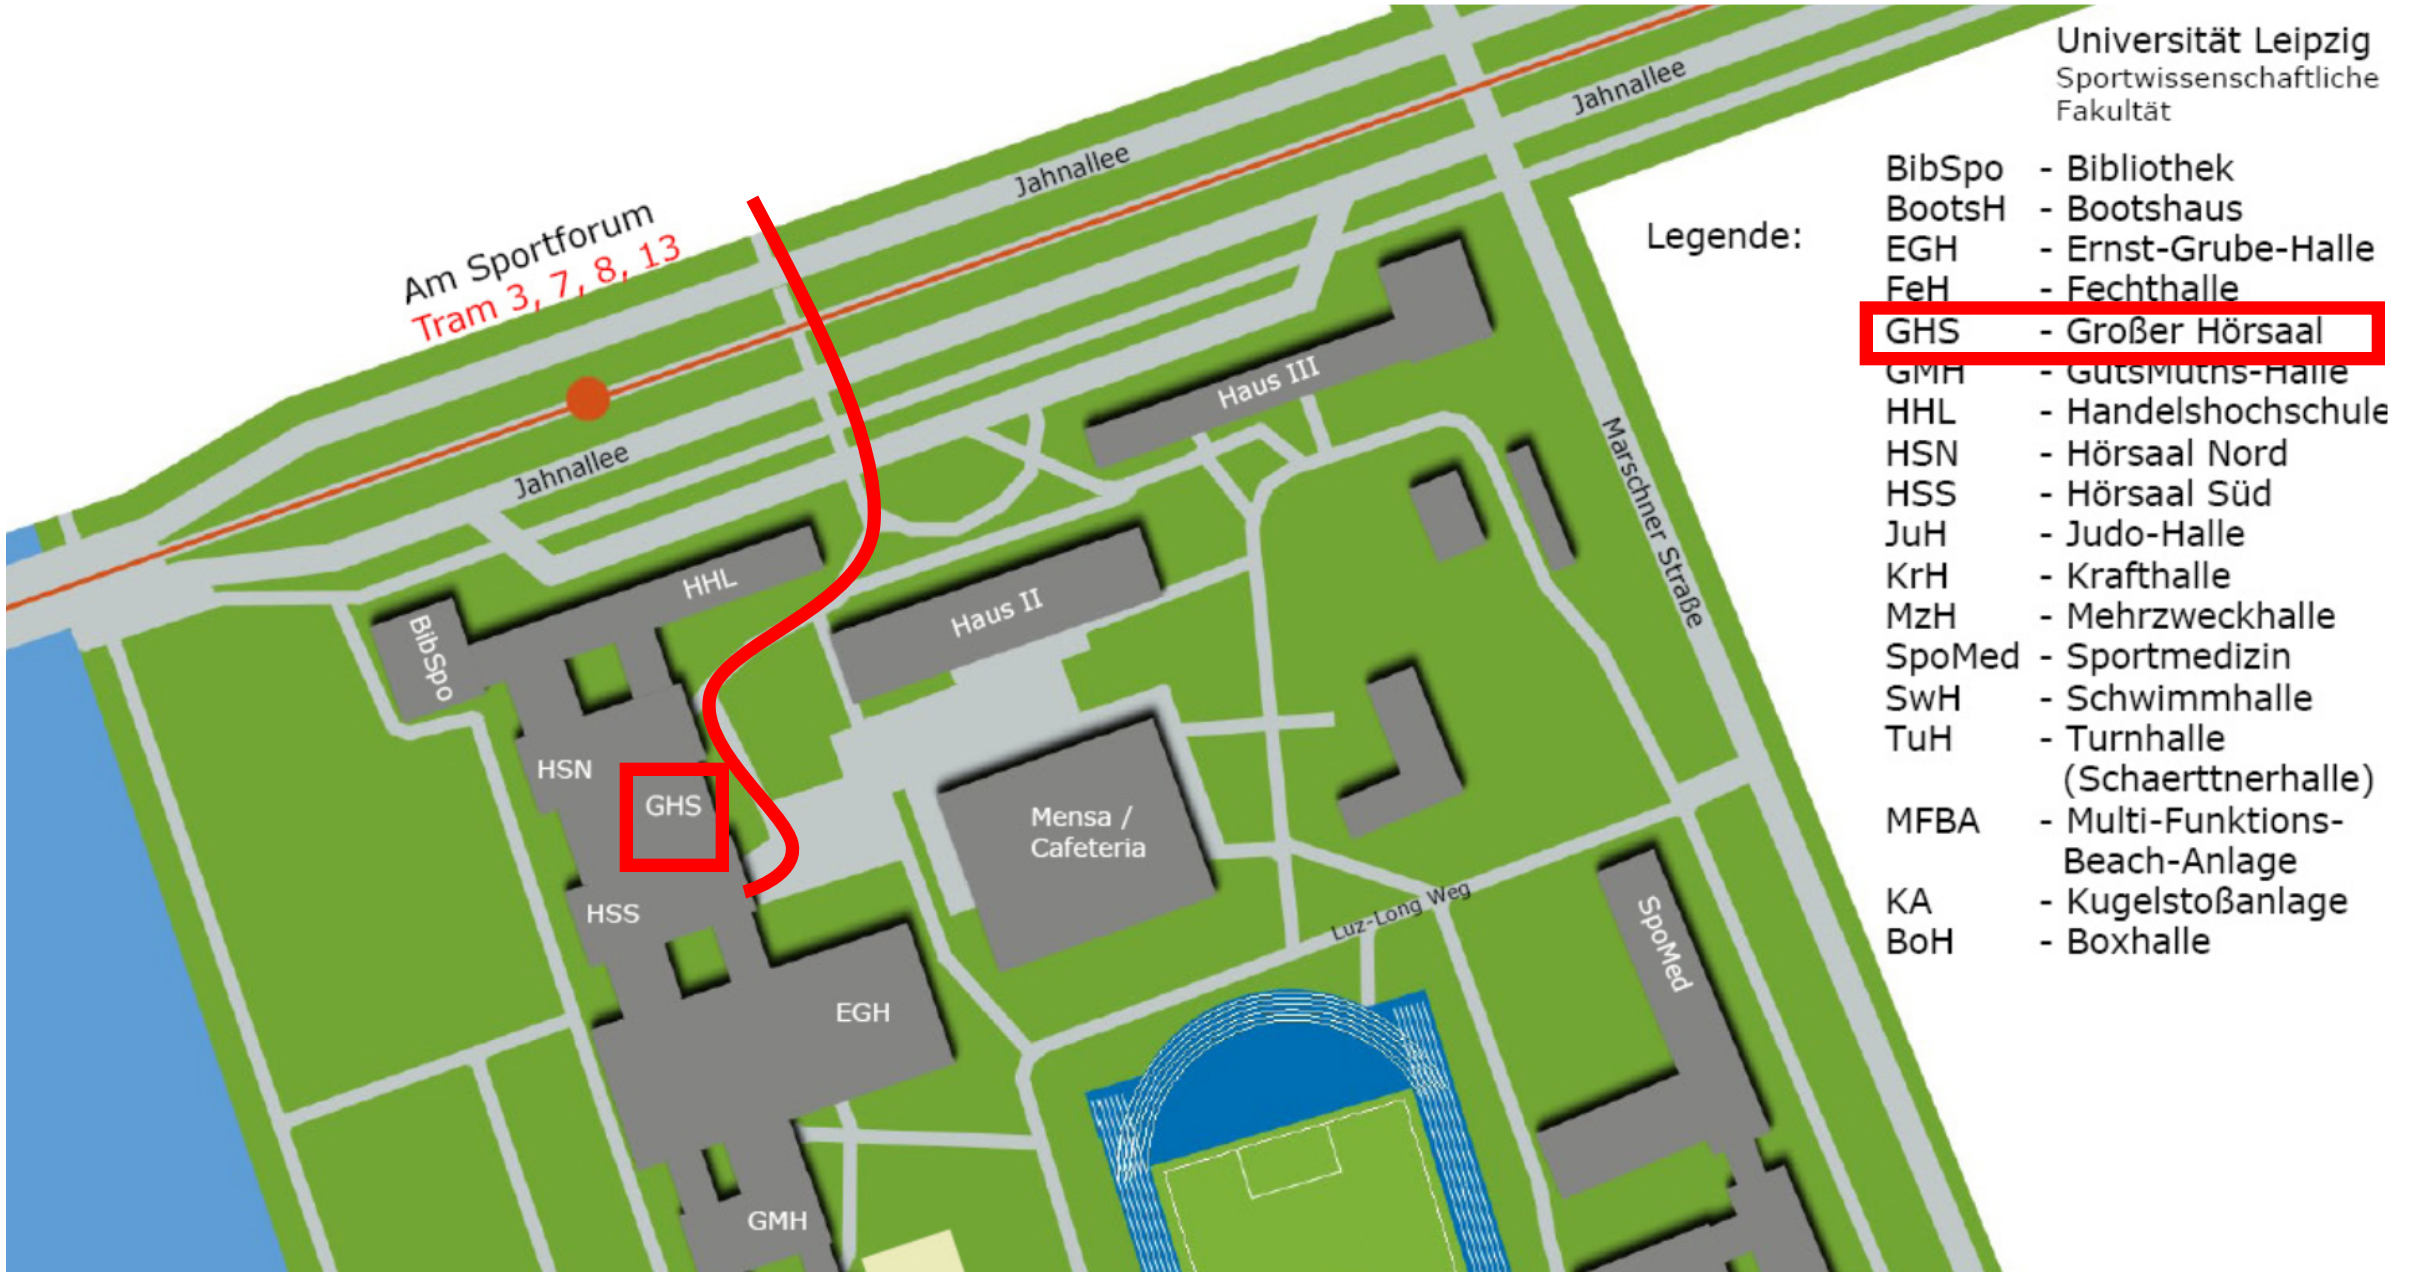 Universität Leipzig
Sportwissenschaftliche
Fakultät
Legende:
BibSpo - Bibliothek
BootsH - Bootshaus
EGH - Ernst-Grube-Halle
FeH - Fechthalle
GHS - Großer Hörsaal
GMH - GutsMuths-Halle
HHL - Handelshochschule
HSN - Hörsaal Nord
HSS - Hörsaal Süd
JuH - Judo-Halle
KrH - Krafthalle
MzH - Mehrzweckhalle
SpoMed - Sportmedizin
SwH - Schwimmhalle
TuH - Turnhalle
(Schaerttnerhalle)
MFBA - Multi-Funktions-
Beach-Anlage
KA - Kugelstoßanlage
BoH - Boxhalle
Jahnallee
Jahnallee
Am Sportforum
Tram 3, 7, 8, 13
Jahnallee
Haus III
Marschner Straße
HHL
Haus II
BibSpo
HSN
GHS
Mensa /
Cafeteria
HSS
Luz-Long Weg
SpoMed
EGH
GMH